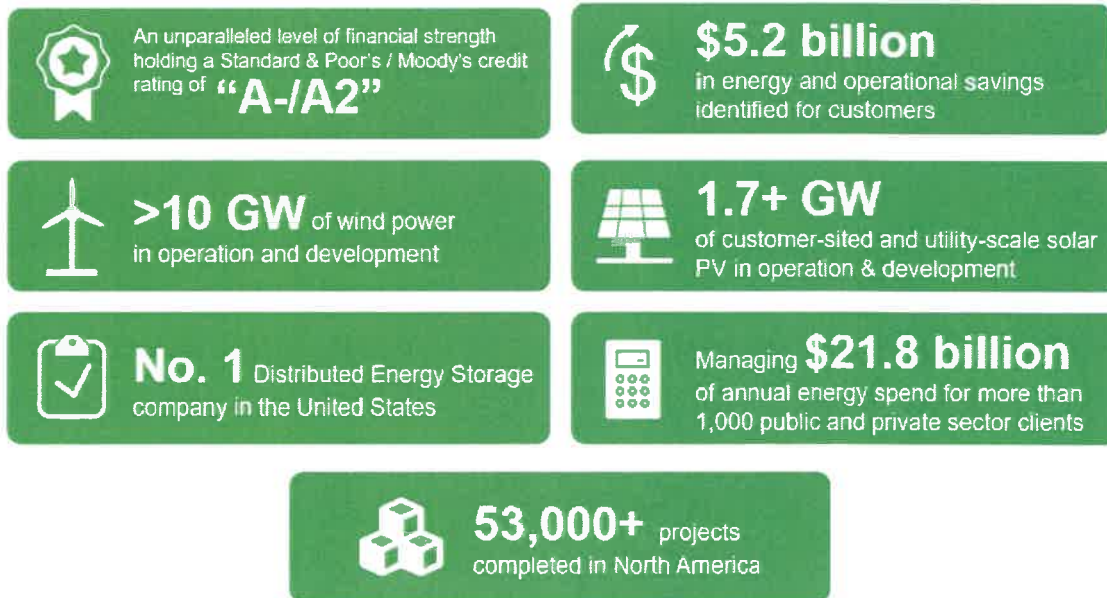 An unparalleled level of financial strength
holding a Standard & Poor's / Moody's credit
rating of “A-/A2”
$5.2 billion
in energy and operational savings
identified for customers
>10 GW of wind power
in operation and development
1.7+ GW
of customer-sited and utility-scale solar
PV in operation & development
No. 1 Distributed Energy Storage
company in the United States
Managing $21.8 billion
of annual energy spend for more than
1,000 public and private sector clients
53,000+ projects
completed in North America